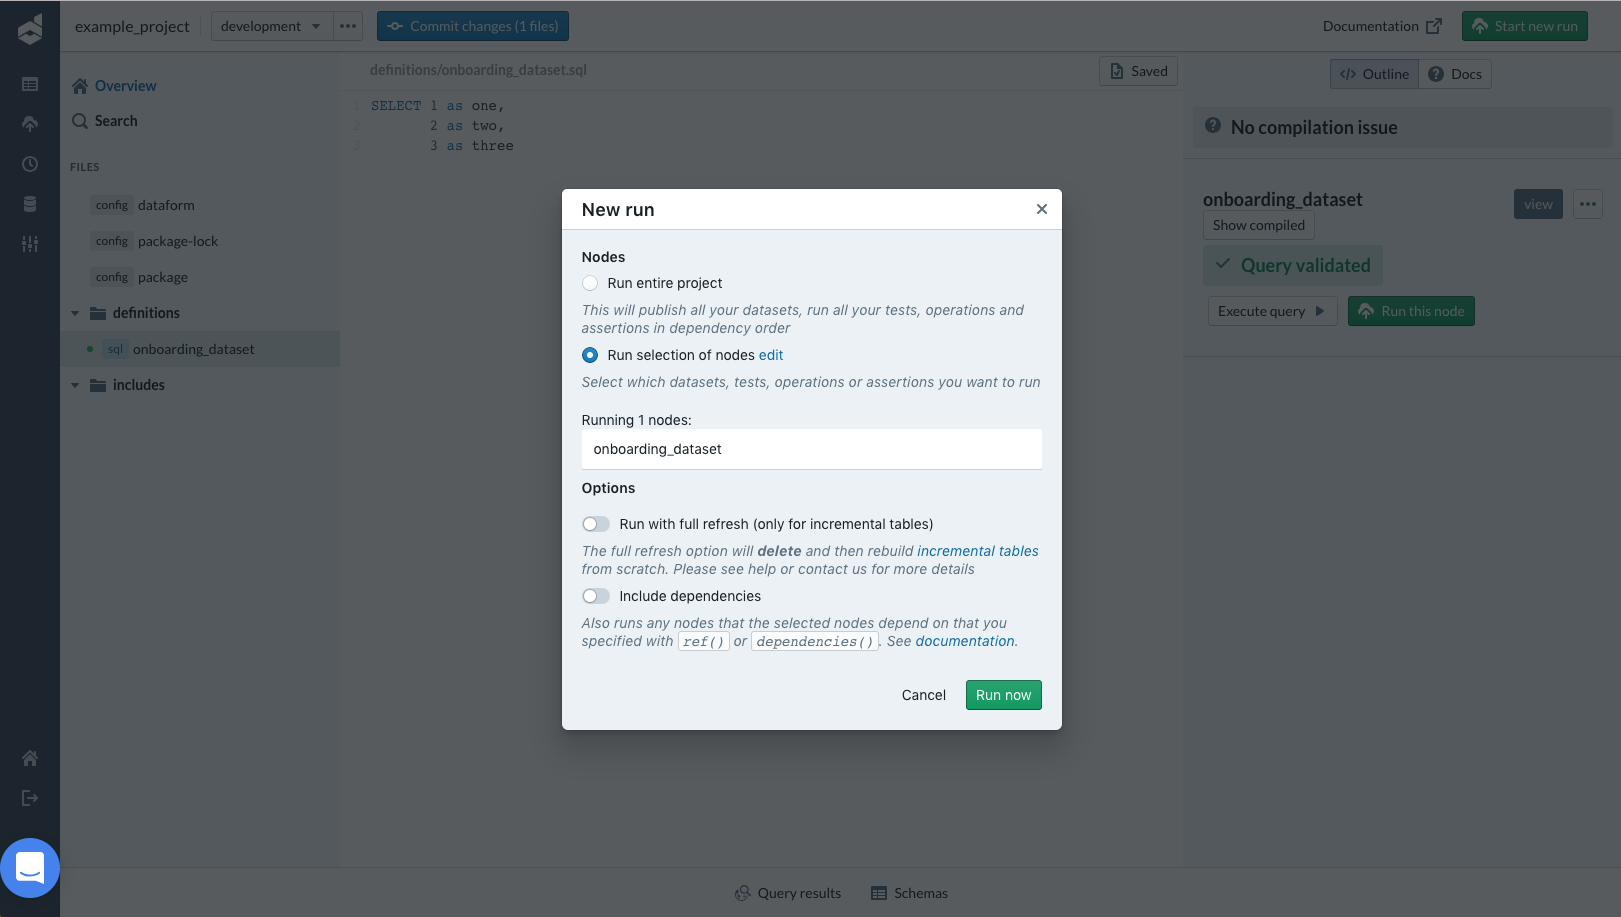 example_project
development
Commit changes (1 files)
Documentation
Start new run
Overview
Search
FILES
config dataform
config package-lock
config package
definitions
sql onboarding_dataset
includes
definitions/onboarding_dataset.sql
Saved
1 SELECT 1 as one,
2 2 as two,
3 3 as three
</> Outline
Docs
No compilation issue
onboarding_dataset
view
Show compiled
Query validated
Execute query
Run this node
New run
Nodes
Run entire project
This will publish all your datasets, run all your tests, operations and
assertions in dependency order
Run selection of nodes edit
Select which datasets, tests, operations or assertions you want to run
Running 1 nodes:
onboarding_dataset
Options
Run with full refresh (only for incremental tables)
The full refresh option will delete and then rebuild incremental tables
from scratch. Please see help or contact us for more details
Include dependencies
Also runs any nodes that the selected nodes depend on that you
specified with ref() or dependencies(). See documentation.
Cancel
Run now
Query results
Schemas